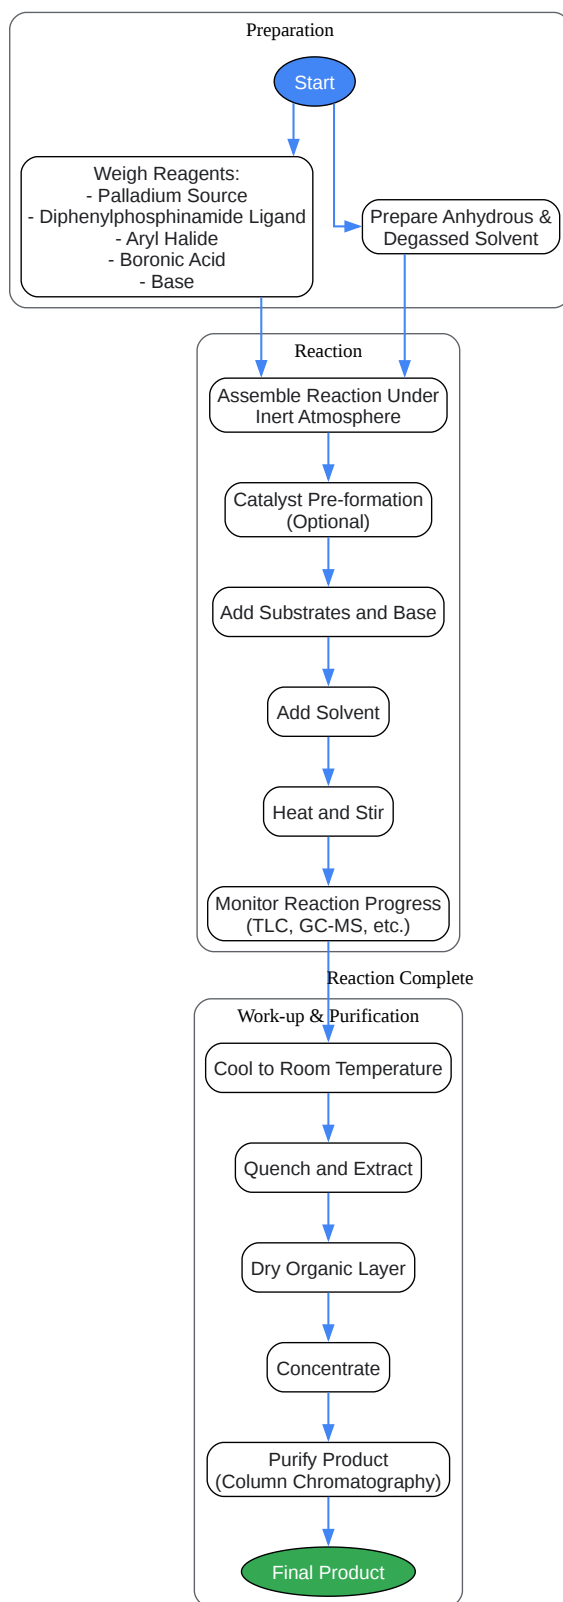 Preparation
Start
Weigh Reagents:
- Palladium Source
- Diphenylphosphinamide Ligand
- Aryl Halide
- Boronic Acid
- Base
Prepare Anhydrous &
Degassed Solvent
Reaction
Assemble Reaction Under
Inert Atmosphere
Catalyst Pre-formation
(Optional)
Add Substrates and Base
Add Solvent
Heat and Stir
Monitor Reaction Progress
(TLC, GC-MS, etc.)
Reaction Complete
Work-up & Purification
Cool to Room Temperature
Quench and Extract
Dry Organic Layer
Concentrate
Purify Product
(Column Chromatography)
Final Product